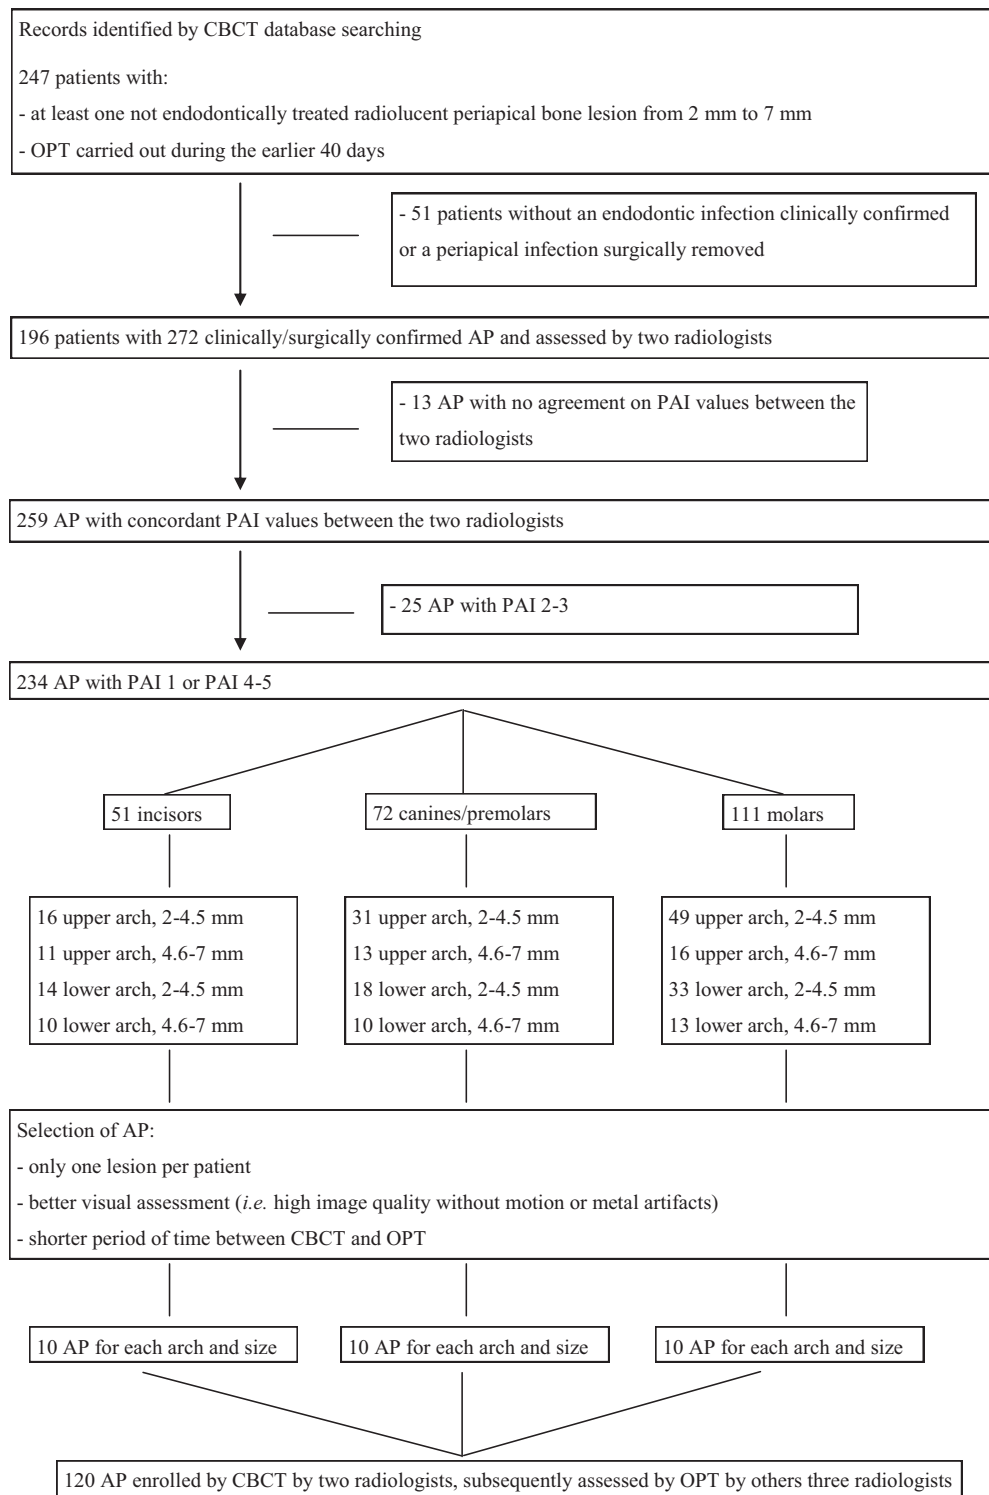 Records identified by CBCT database searching
247 patients with:
- at least one not endodontically treated radiolucent periapical bone lesion from 2 mm to 7 mm
- OPT carried out during the earlier 40 days
- 51 patients without an endodontic infection clinically confirmed
or a periapical infection surgically removed
196 patients with 272 clinically/surgically confirmed AP and assessed by two radiologists
- 13 AP with no agreement on PAI values between the
two radiologists
259 AP with concordant PAI values between the two radiologists
- 25 AP with PAI 2-3
234 AP with PAI 1 or PAI 4-5
51 incisors
72 canines/premolars
111 molars
16 upper arch, 2-4.5 mm
11 upper arch, 4.6-7 mm
14 lower arch, 2-4.5 mm
10 lower arch, 4.6-7 mm
31 upper arch, 2-4.5 mm
13 upper arch, 4.6-7 mm
18 lower arch, 2-4.5 mm
10 lower arch, 4.6-7 mm
49 upper arch, 2-4.5 mm
16 upper arch, 4.6-7 mm
33 lower arch, 2-4.5 mm
13 lower arch, 4.6-7 mm
Selection of AP:
- only one lesion per patient
- better visual assessment (i.e. high image quality without motion or metal artifacts)
- shorter period of time between CBCT and OPT
10 AP for each arch and size
10 AP for each arch and size
10 AP for each arch and size
120 AP enrolled by CBCT by two radiologists, subsequently assessed by OPT by others three radiologists